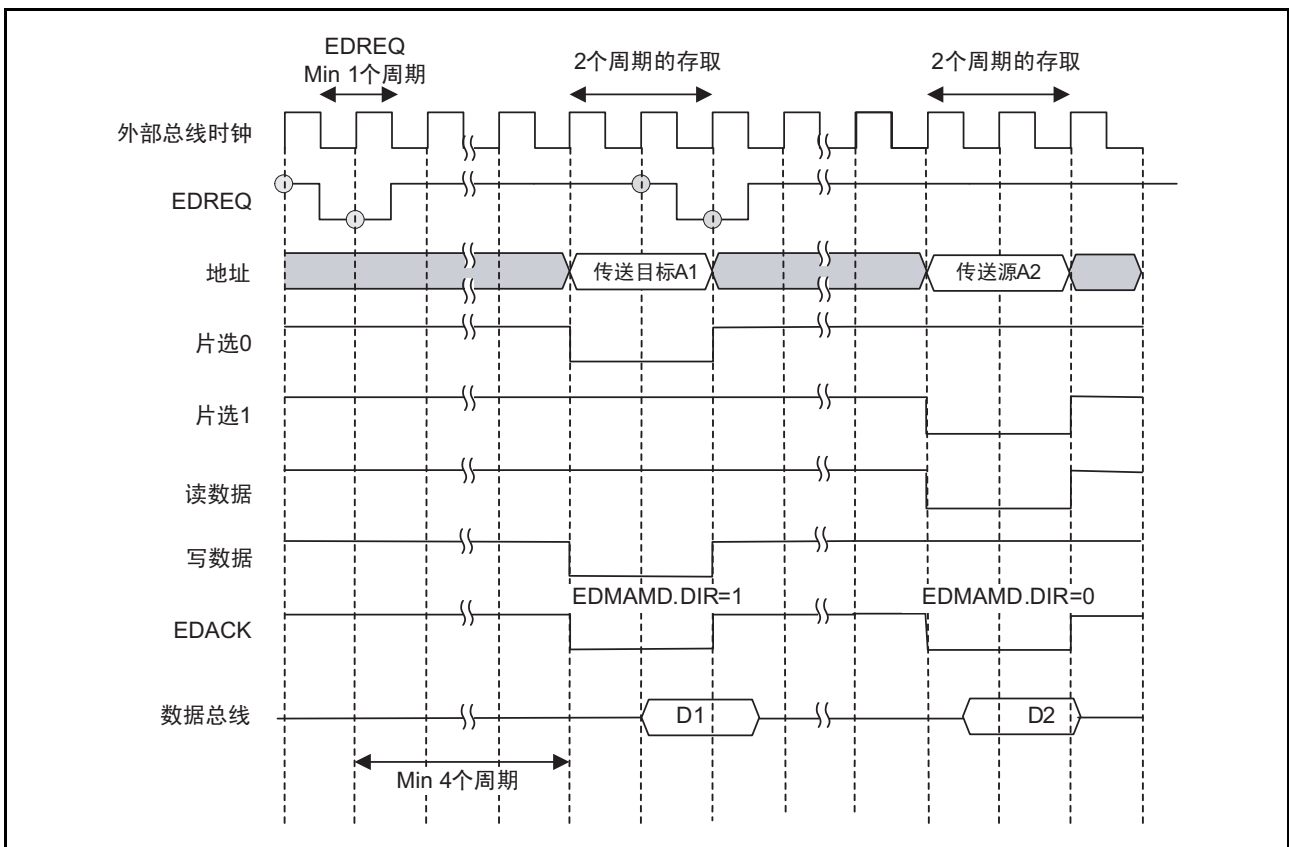 EDREQ
Min 1个周期
2个周期的存取
2个周期的存取
外部总线时钟
EDREQ
地址
传送目标A1
传送源A2
片选0
片选1
读数据
写数据
EDMAMD.DIR=1
EDMAMD.DIR=0
EDACK
数据总线
D1
D2
Min 4个周期